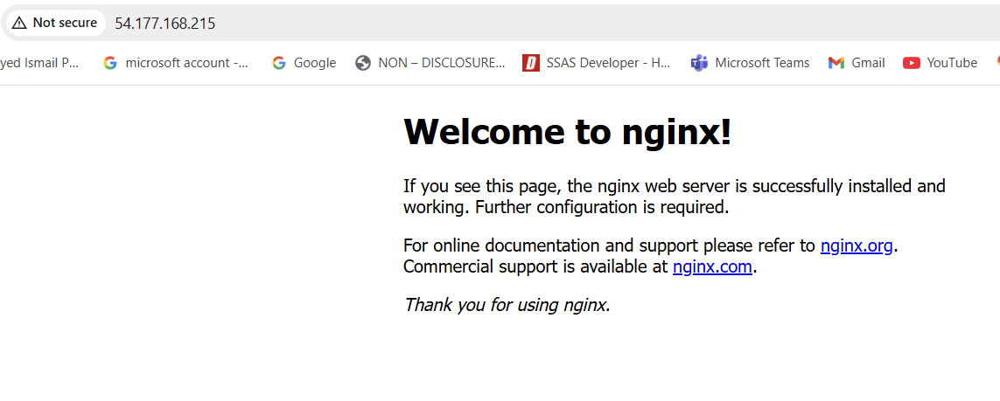 Not secure 54.177.168.215
yed Ismail P... microsoft account -... Google NON – DISCLOSURE... SSAS Developer - H... Microsoft Teams Gmail YouTube
Welcome to nginx!
If you see this page, the nginx web server is successfully installed and
working. Further configuration is required.
For online documentation and support please refer to nginx.org.
Commercial support is available at nginx.com.
Thank you for using nginx.